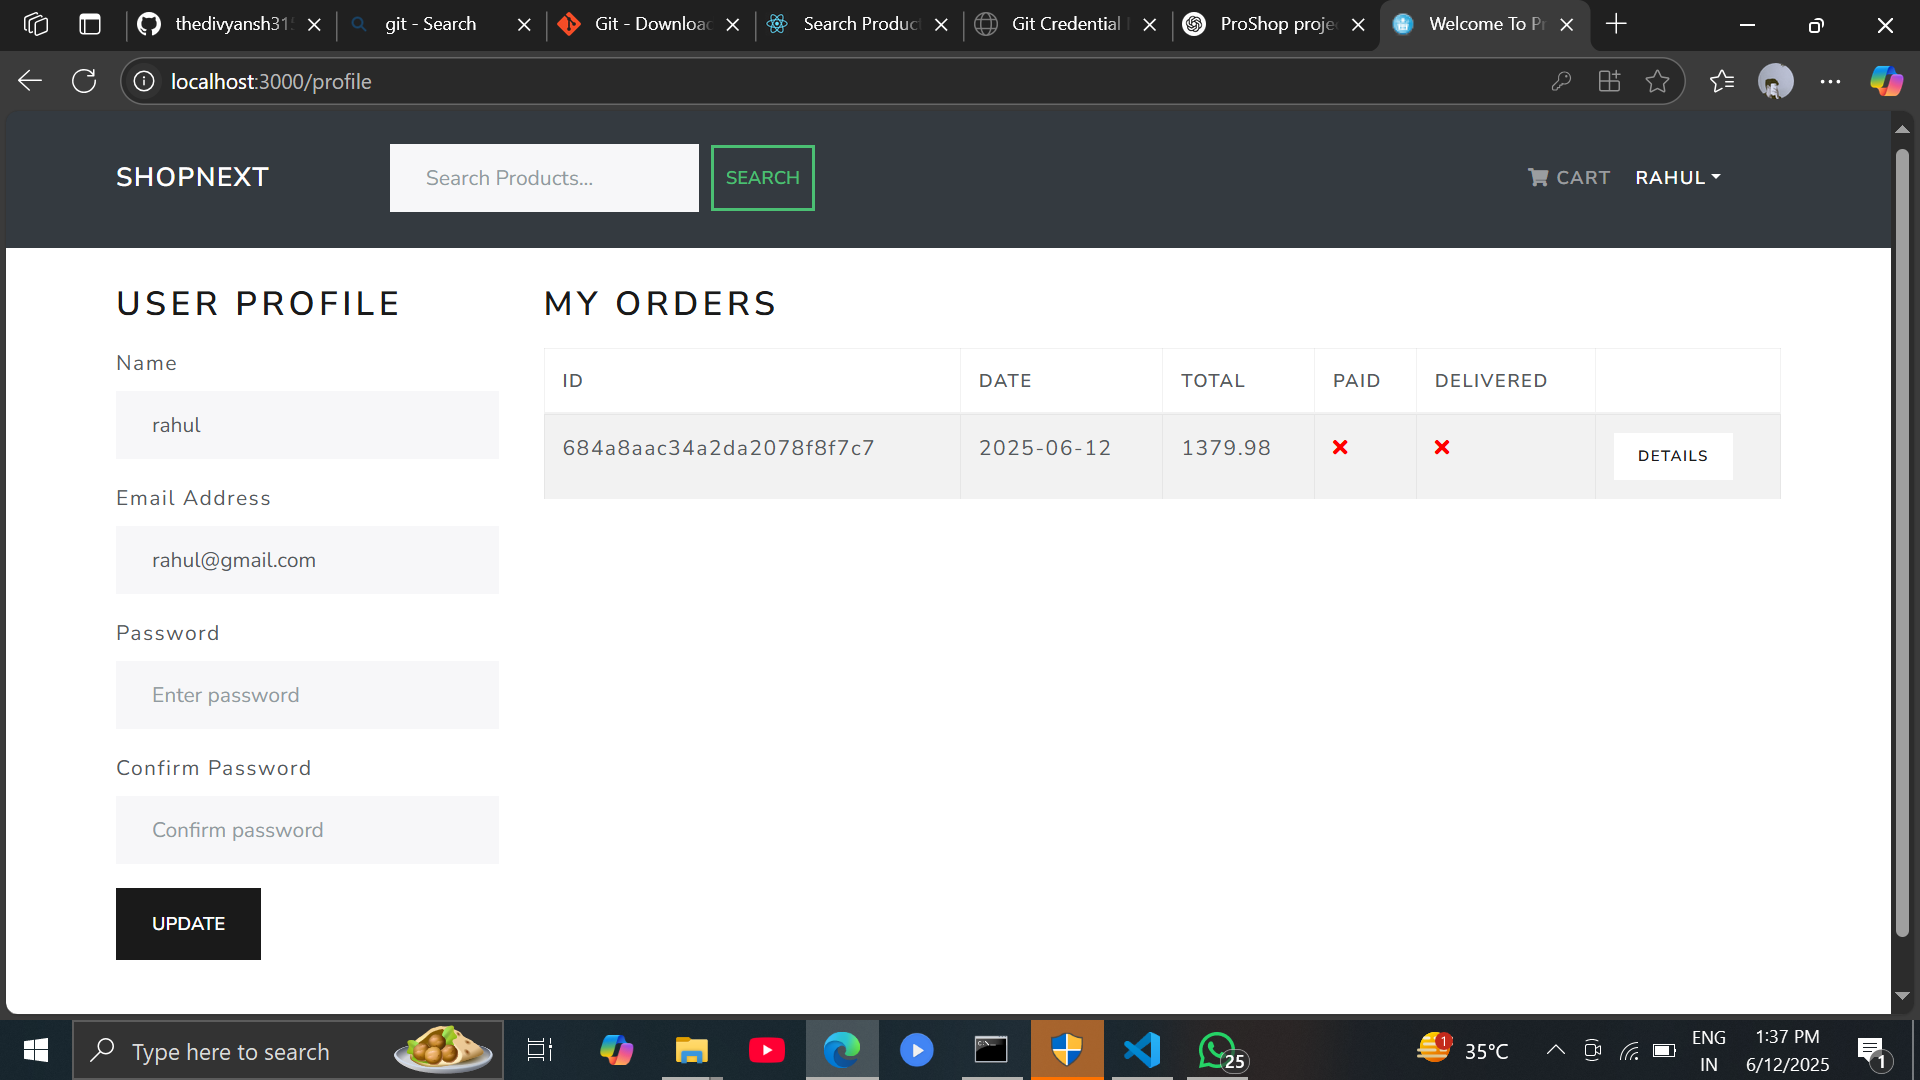 thedivyansh31
git - Search
Git - Download
Search Product
Git Credential
ProShop proje
Welcome To Pr
localhost:3000/profile
SHOPNEXT
Search Products...
SEARCH
CART
RAHUL
USER PROFILE
Name
rahul
Email Address
rahul@gmail.com
Password
Enter password
Confirm Password
Confirm password
UPDATE
MY ORDERS
ID DATE TOTAL PAID DELIVERED
684a8aac34a2da2078f8f7c7 2025-06-12 1379.98 DETAILS
Type here to search
25
1
35°C
ENG
IN
1:37 PM
6/12/2025
1